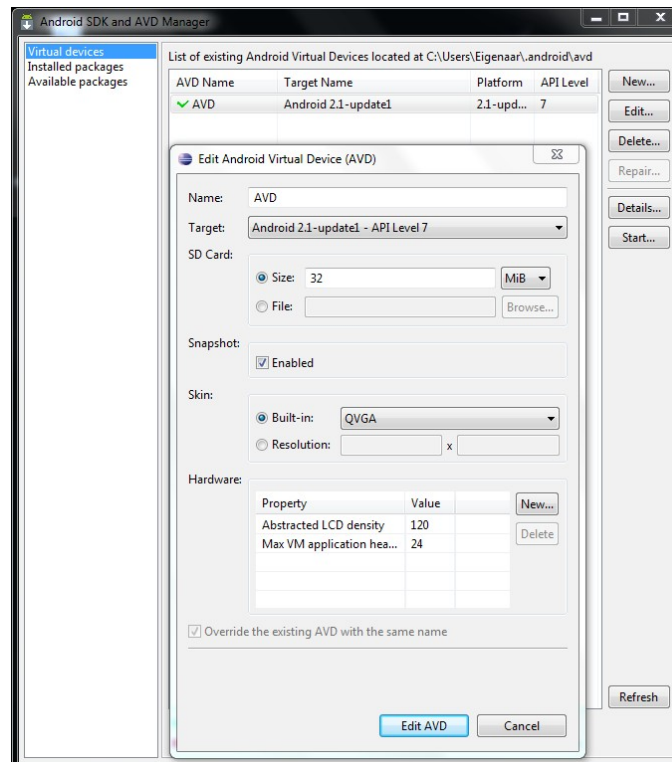 Android SDK and AVD Manager
Virtual devices
Installed packages
Available packages
List of existing Android Virtual Devices located at C:\Users\Eigenaar\.android\avd
AVD Name Target Name Platform API Level
AVD Android 2.1-update1 2.1-upd... 7
New...
Edit...
Delete...
Repair...
Details...
Start...
Refresh
Edit Android Virtual Device (AVD)
Name: AVD
Target: Android 2.1-update1 - API Level 7
SD Card:
Size: 32 MiB
File: Browse...
Snapshot:
Enabled
Skin:
Built-in: QVGA
Resolution: x
Hardware:
Property Value New...
Abstracted LCD density 120 Delete
Max VM application hea... 24
Override the existing AVD with the same name
Edit AVD Cancel